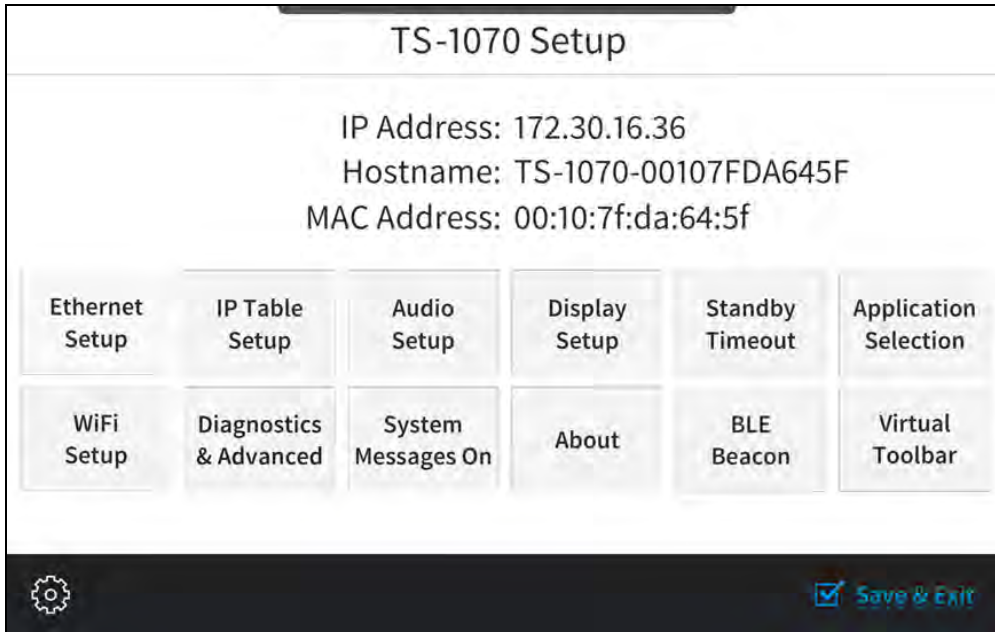 TS-1070 Setup
IP Address: 172.30.16.36
Hostname: TS-1070-00107FDA645F
MAC Address: 00:10:7f:da:64:5f
Ethernet
Setup
IP Table
Setup
Audio
Setup
Display
Setup
Standby
Timeout
Application
Selection
WiFi
Setup
Diagnostics
& Advanced
System
Messages On
About
BLE
Beacon
Virtual
Toolbar
Save & Exit